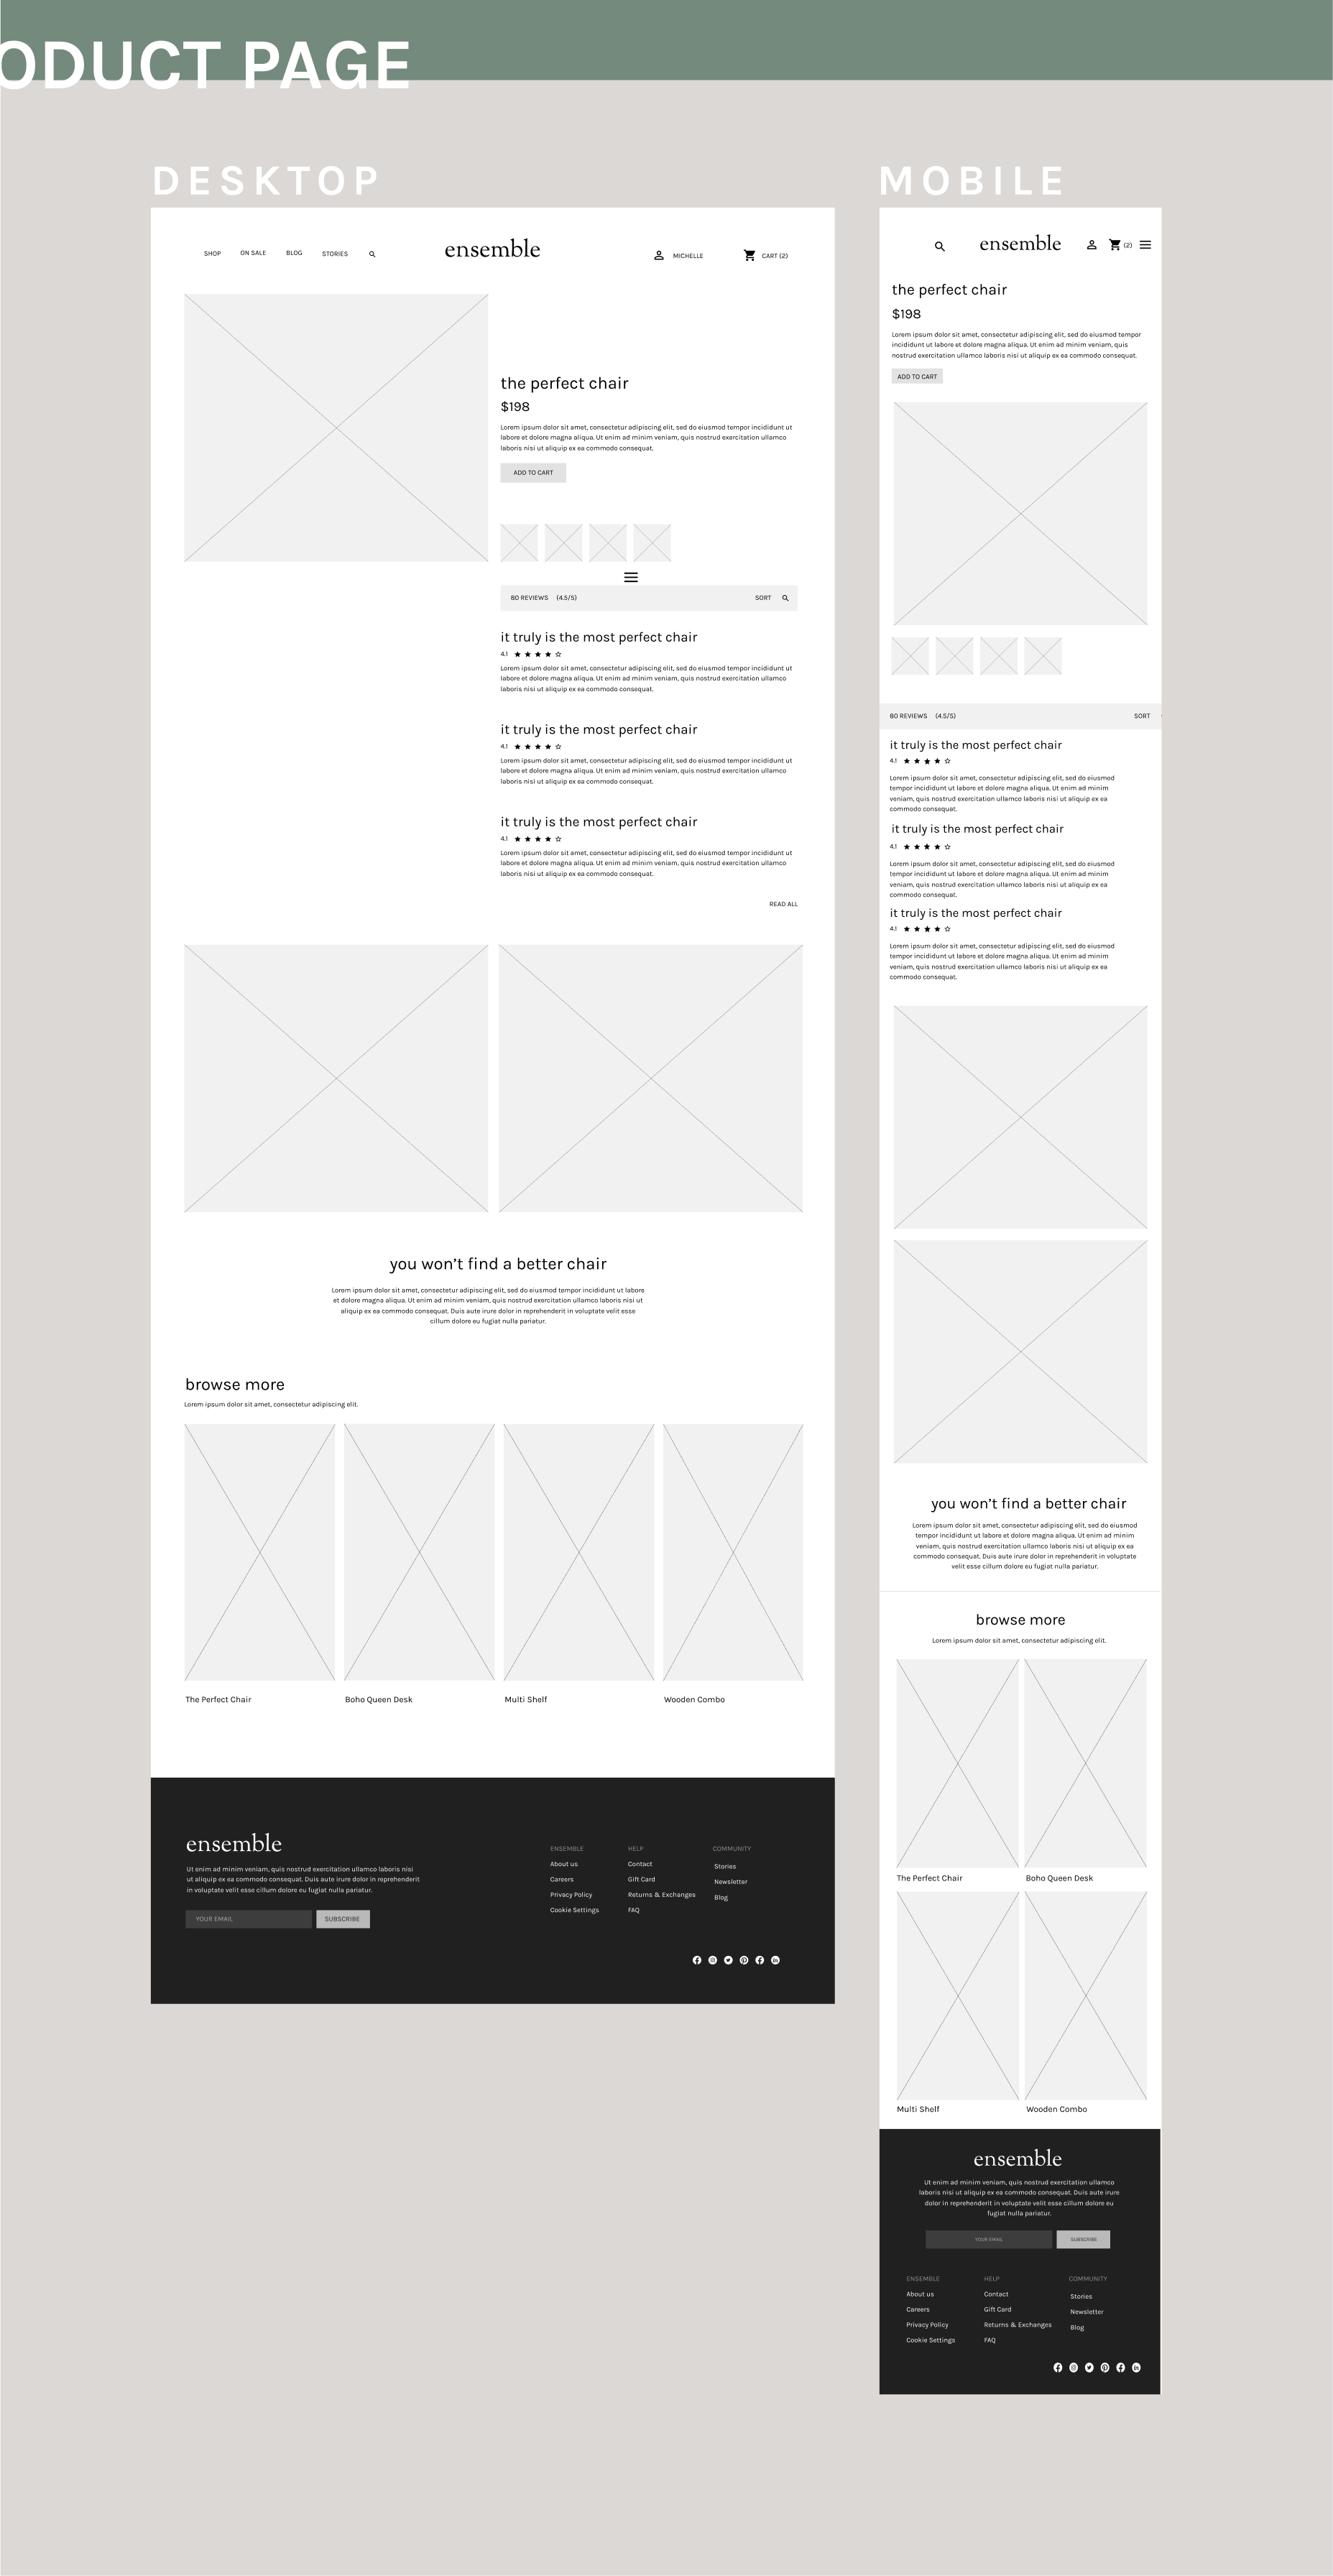 ODUCT PAGE
DESKTOP
SHOP
ON SALE
BLOG
STORIES
ensemble
MICHELLE
CART (2)
the perfect chair
$198
Lorem ipsum dolor sit amet, consectetur adipiscing elit, sed do eiusmod tempor incididunt ut
labore et dolore magna aliqua. Ut enim ad minim veniam, quis nostrud exercitation ullamco
laboris nisi ut aliquip ex ea commodo consequat.
ADD TO CART
80 REVIEWS (4.5/5)
SORT
it truly is the most perfect chair
4.1
Lorem ipsum dolor sit amet, consectetur adipiscing elit, sed do eiusmod tempor incididunt ut
labore et dolore magna aliqua. Ut enim ad minim veniam, quis nostrud exercitation ullamco
laboris nisi ut aliquip ex ea commodo consequat.
it truly is the most perfect chair
4.1
Lorem ipsum dolor sit amet, consectetur adipiscing elit, sed do eiusmod tempor incididunt ut
labore et dolore magna aliqua. Ut enim ad minim veniam, quis nostrud exercitation ullamco
laboris nisi ut aliquip ex ea commodo consequat.
it truly is the most perfect chair
4.1
Lorem ipsum dolor sit amet, consectetur adipiscing elit, sed do eiusmod tempor incididunt ut
labore et dolore magna aliqua. Ut enim ad minim veniam, quis nostrud exercitation ullamco
laboris nisi ut aliquip ex ea commodo consequat.
READ ALL
you won’t find a better chair
Lorem ipsum dolor sit amet, consectetur adipiscing elit, sed do eiusmod tempor incididunt ut labore
et dolore magna aliqua. Ut enim ad minim veniam, quis nostrud exercitation ullamco laboris nisi ut
aliquip ex ea commodo consequat. Duis aute irure dolor in reprehenderit in voluptate velit esse
cillum dolore eu fugiat nulla pariatur.
browse more
Lorem ipsum dolor sit amet, consectetur adipiscing elit.
The Perfect Chair
Boho Queen Desk
Multi Shelf
Wooden Combo
ensemble
Ut enim ad minim veniam, quis nostrud exercitation ullamco laboris nisi
ut aliquip ex ea commodo consequat. Duis aute irure dolor in reprehenderit
in voluptate velit esse cillum dolore eu fugiat nulla pariatur.
YOUR EMAIL
SUBSCRIBE
ENSEMBLE
About us
Careers
Privacy Policy
Cookie Settings
HELP
Contact
Gift Card
Returns & Exchanges
FAQ
COMMUNITY
Stories
Newsletter
Blog
MOBILE
ensemble
(2)
the perfect chair
$198
Lorem ipsum dolor sit amet, consectetur adipiscing elit, sed do eiusmod tempor
incididunt ut labore et dolore magna aliqua. Ut enim ad minim veniam, quis
nostrud exercitation ullamco laboris nisi ut aliquip ex ea commodo consequat.
ADD TO CART
80 REVIEWS (4.5/5)
SORT
it truly is the most perfect chair
4.1
Lorem ipsum dolor sit amet, consectetur adipiscing elit, sed do eiusmod
tempor incididunt ut labore et dolore magna aliqua. Ut enim ad minim
veniam, quis nostrud exercitation ullamco laboris nisi ut aliquip ex ea
commodo consequat.
it truly is the most perfect chair
4.1
Lorem ipsum dolor sit amet, consectetur adipiscing elit, sed do eiusmod
tempor incididunt ut labore et dolore magna aliqua. Ut enim ad minim
veniam, quis nostrud exercitation ullamco laboris nisi ut aliquip ex ea
commodo consequat.
it truly is the most perfect chair
4.1
Lorem ipsum dolor sit amet, consectetur adipiscing elit, sed do eiusmod
tempor incididunt ut labore et dolore magna aliqua. Ut enim ad minim
veniam, quis nostrud exercitation ullamco laboris nisi ut aliquip ex ea
commodo consequat.
you won’t find a better chair
Lorem ipsum dolor sit amet, consectetur adipiscing elit, sed do eiusmod
tempor incididunt ut labore et dolore magna aliqua. Ut enim ad minim
veniam, quis nostrud exercitation ullamco laboris nisi ut aliquip ex ea
commodo consequat. Duis aute irure dolor in reprehenderit in voluptate
velit esse cillum dolore eu fugiat nulla pariatur.
browse more
Lorem ipsum dolor sit amet, consectetur adipiscing elit.
The Perfect Chair
Boho Queen Desk
Multi Shelf
Wooden Combo
ensemble
Ut enim ad minim veniam, quis nostrud exercitation ullamco
laboris nisi ut aliquip ex ea commodo consequat. Duis aute irure
dolor in reprehenderit in voluptate velit esse cillum dolore eu
fugiat nulla pariatur.
YOUR EMAIL
SUBSCRIBE
ENSEMBLE
About us
Careers
Privacy Policy
Cookie Settings
HELP
Contact
Gift Card
Returns & Exchanges
FAQ
COMMUNITY
Stories
Newsletter
Blog